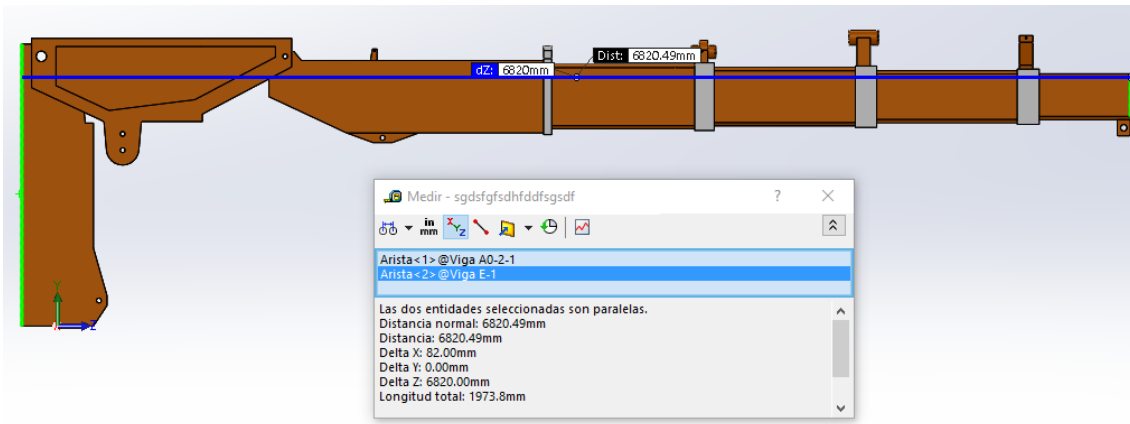 Dist: 6820.49mm
dZ: 6820mm
Medir - sgdsfgfsdhfddfsgsdf
in
mm
X
Y
Z
Arista<1>@Viga A0-2-1
Arista<2>@Viga E-1
Las dos entidades seleccionadas son paralelas.
Distancia normal: 6820.49mm
Distancia: 6820.49mm
Delta X: 82.00mm
Delta Y: 0.00mm
Delta Z: 6820.00mm
Longitud total: 1973.8mm
Y
Z